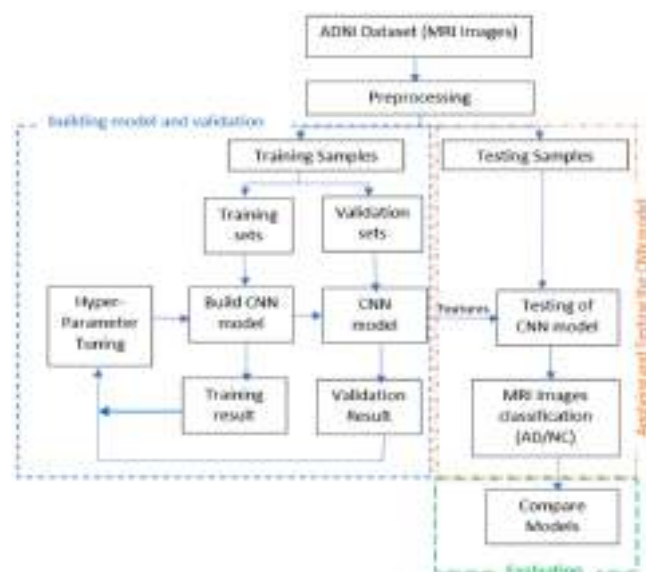 ADNI Dataset (MRI Images)
Preprocessing
building model and validation
Training Samples
Testing Samples
Training
sets
Validation
sets
Hyper-
Parameter
Tuning
Build CNN
model
CNN
model
Features
Testing of
CNN model
Training
result
Validation
Result
MRI Images
classification
(AD/NC)
Compare
Models
Evaluation